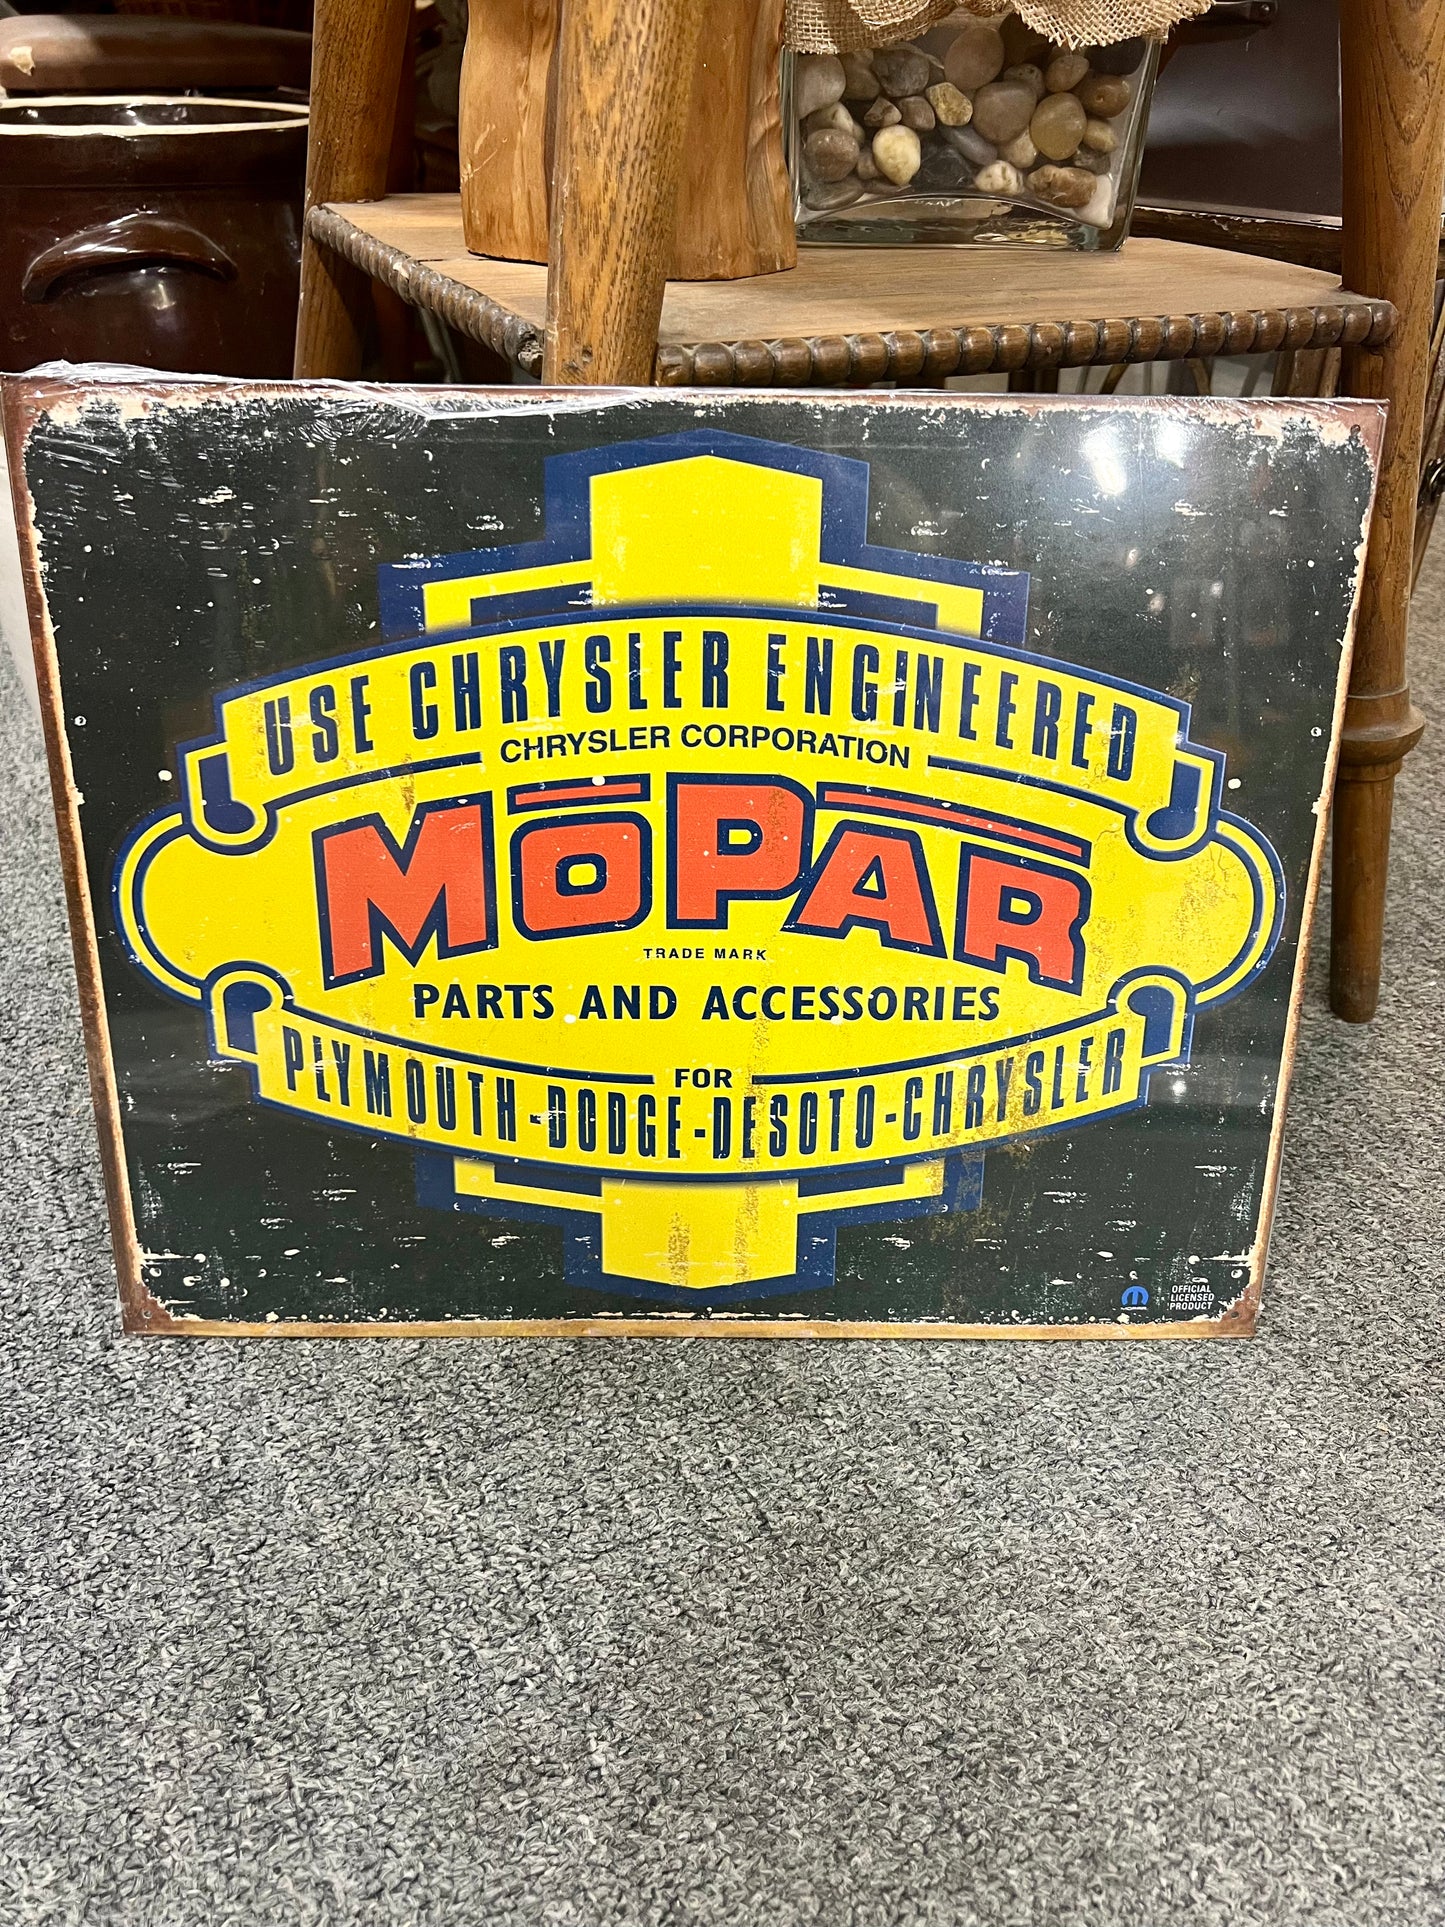 USE CHRYSLER ENGINEERED
CHRYSLER CORPORATION
MOPAR
TRADE MARK
PARTS AND ACCESSORIES
FOR
PLYMOUTH-DODGE-DESOTO-CHRYSLER
MOPAR
OFFICIAL
LICENSED
PRODUCT